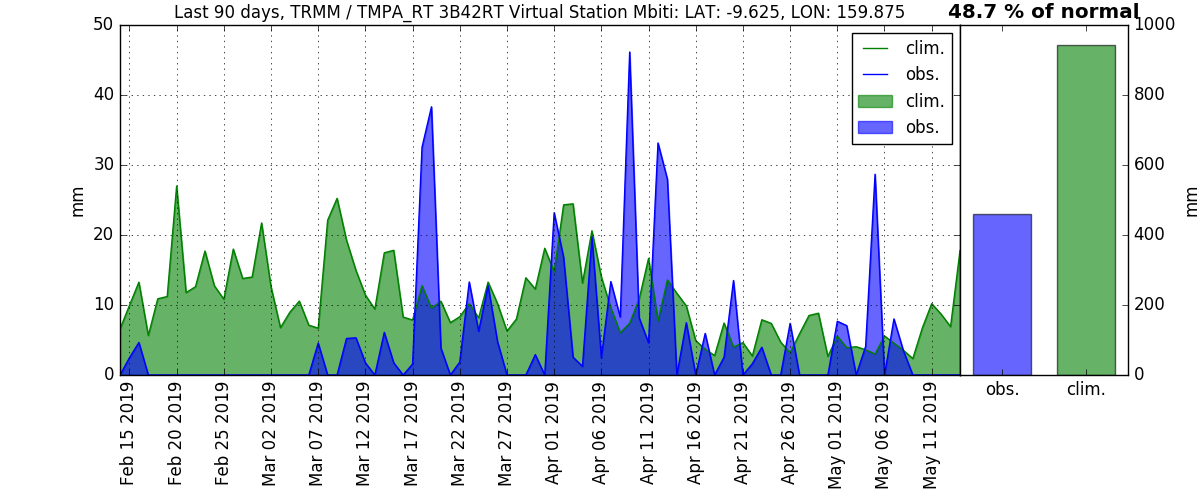 Last 90 days, TRMM / TMPA_RT 3B42RT Virtual Station Mbiti: LAT: -9.625, LON: 159.875
48.7 % of normal
50
40
30
20
10
0
mm
clim.
obs.
clim.
obs.
1000
800
600
400
200
0
mm
obs.
clim.
Feb 15 2019
Feb 20 2019
Feb 25 2019
Mar 02 2019
Mar 07 2019
Mar 12 2019
Mar 17 2019
Mar 22 2019
Mar 27 2019
Apr 01 2019
Apr 06 2019
Apr 11 2019
Apr 16 2019
Apr 21 2019
Apr 26 2019
May 01 2019
May 06 2019
May 11 2019